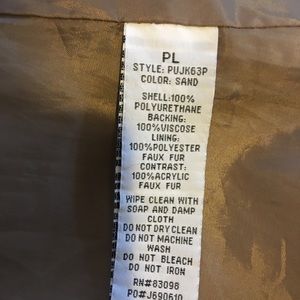 PL
STYLE: PUJK63P
COLOR: SAND
SHELL:100%
POLYURETHANE
BACKING:
100%VISCOSE
LINING:
100%POLYESTER
FAUX FUR
CONTRAST:
100%ACRYLIC
FAUX FUR
WIPE CLEAN WITH
SOAP AND DAMP
CLOTH
DO NOT DRY CLEAN
DO NOT MACHINE
WASH
DO NOT BLEACH
DO NOT IRON
RN#83098
PO#J690610